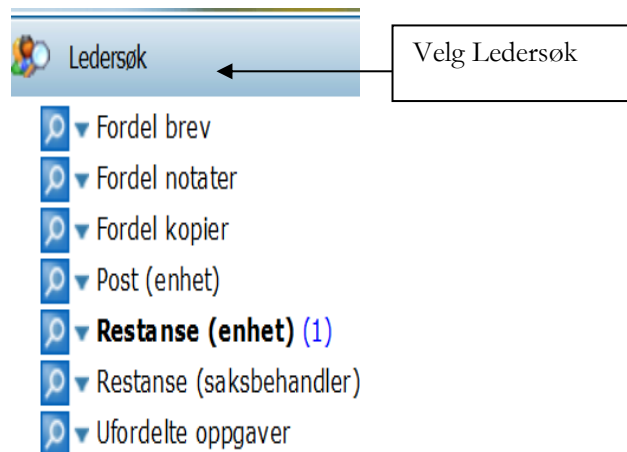 Ledersøk
Velg Ledersøk
Fordel brev
Fordel notater
Fordel kopier
Post (enhet)
Restanse (enhet) (1)
Restanse (saksbehandler)
Ufordelte oppgaver